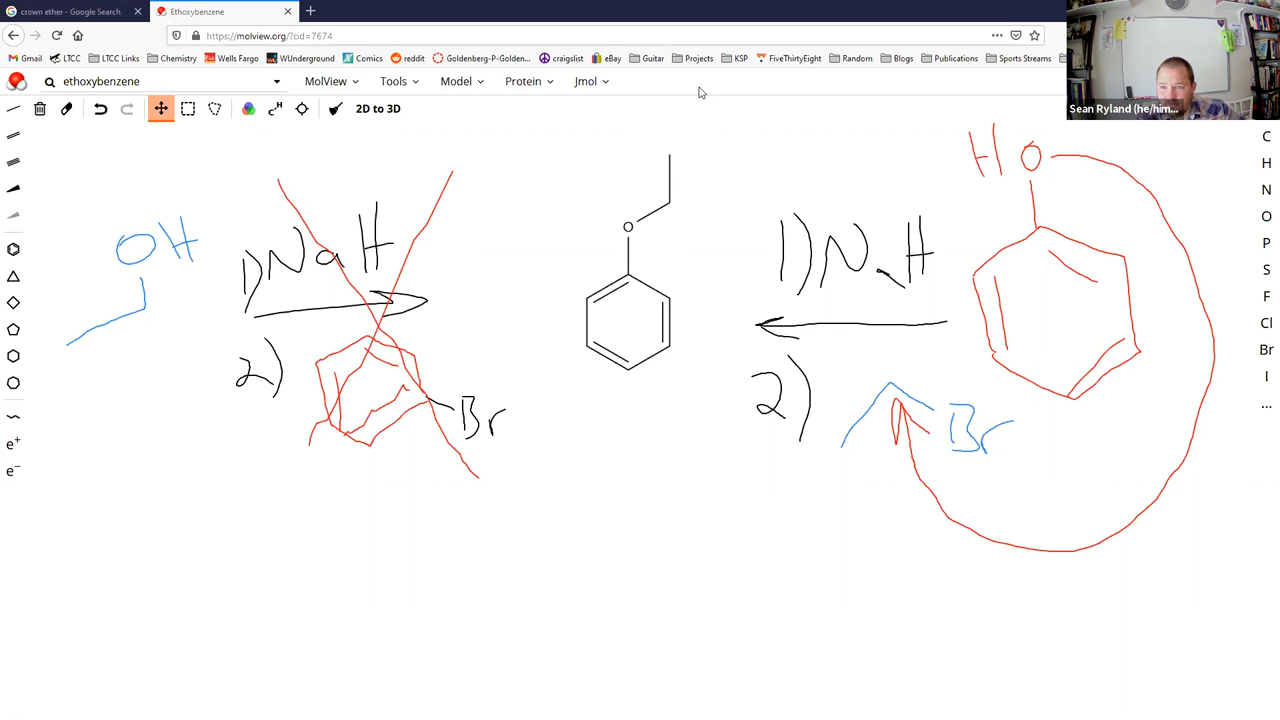 crown ether - Google Search
Ethoxybenzene
https://molview.org/?cid=7674
Gmail LTCC LTCC Links Chemistry Wells Fargo WUnderground Comics reddit Goldenberg-P-Golden... craigslist eBay Guitar Projects KSP FiveThirtyEight Random Blogs Publications Sports Streams
ethoxybenzene MolView Tools Model Protein Jmol
2D to 3D
Sean Ryland (he/him...
OH
1) NaH
2)
Br
O
1) NaH
2)
Br
HO
C
H
N
O
P
S
F
Cl
Br
I
...
C H
e+
e−